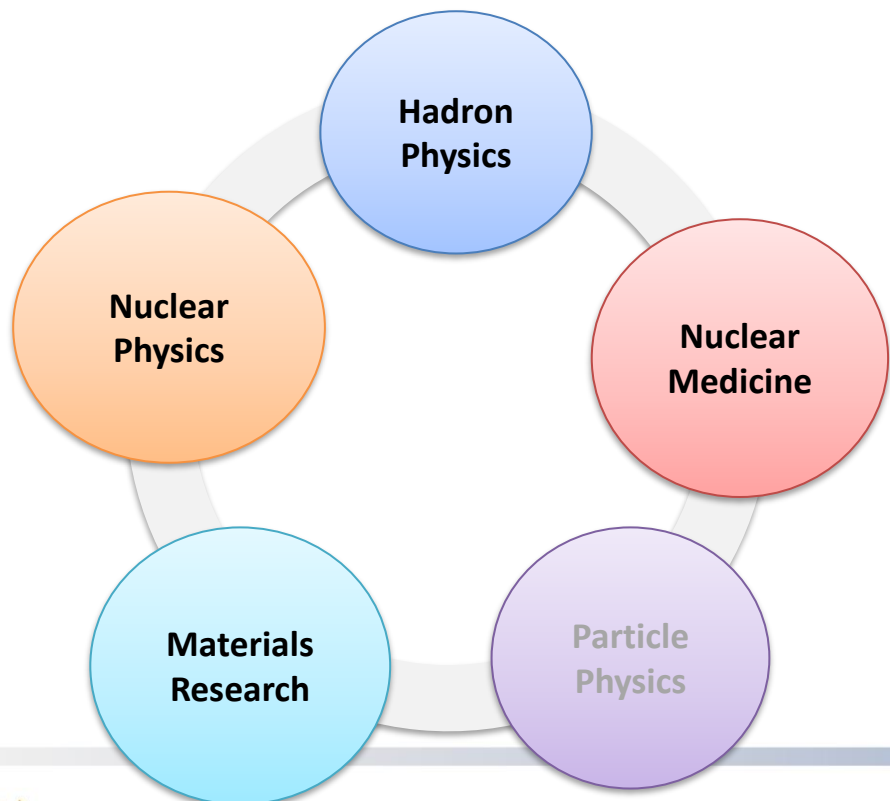 Hadron
Physics
Nuclear
Physics
Nuclear
Medicine
Particle
Physics
Materials
Research